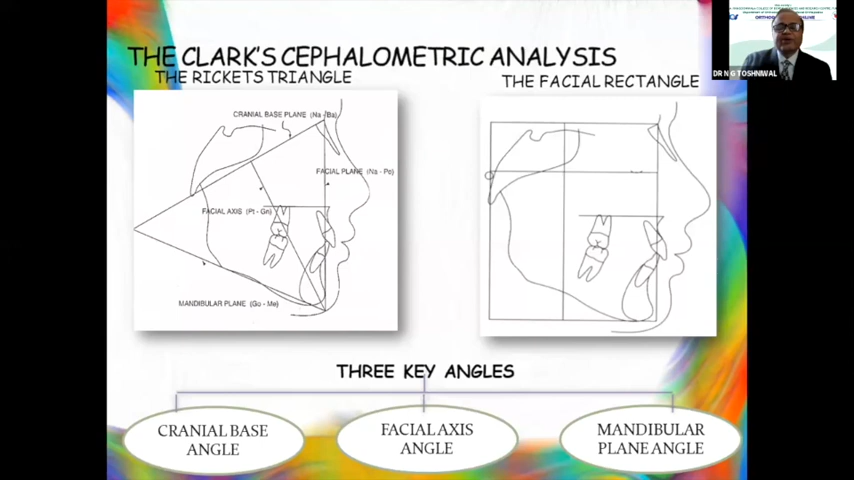 THE CLARK'S CEPHALOMETRIC ANALYSIS
THE RICKETS TRIANGLE
THE FACIAL RECTANGLE
CRANIAL BASE PLANE (Na - Ba)
FACIAL PLANE (Na - Po)
FACIAL AXIS (Pt - Gn)
MANDIBULAR PLANE (Go - Me)
THREE KEY ANGLES
CRANIAL BASE
ANGLE
FACIAL AXIS
ANGLE
MANDIBULAR
PLANE ANGLE
DR N G TOSHNIWAL